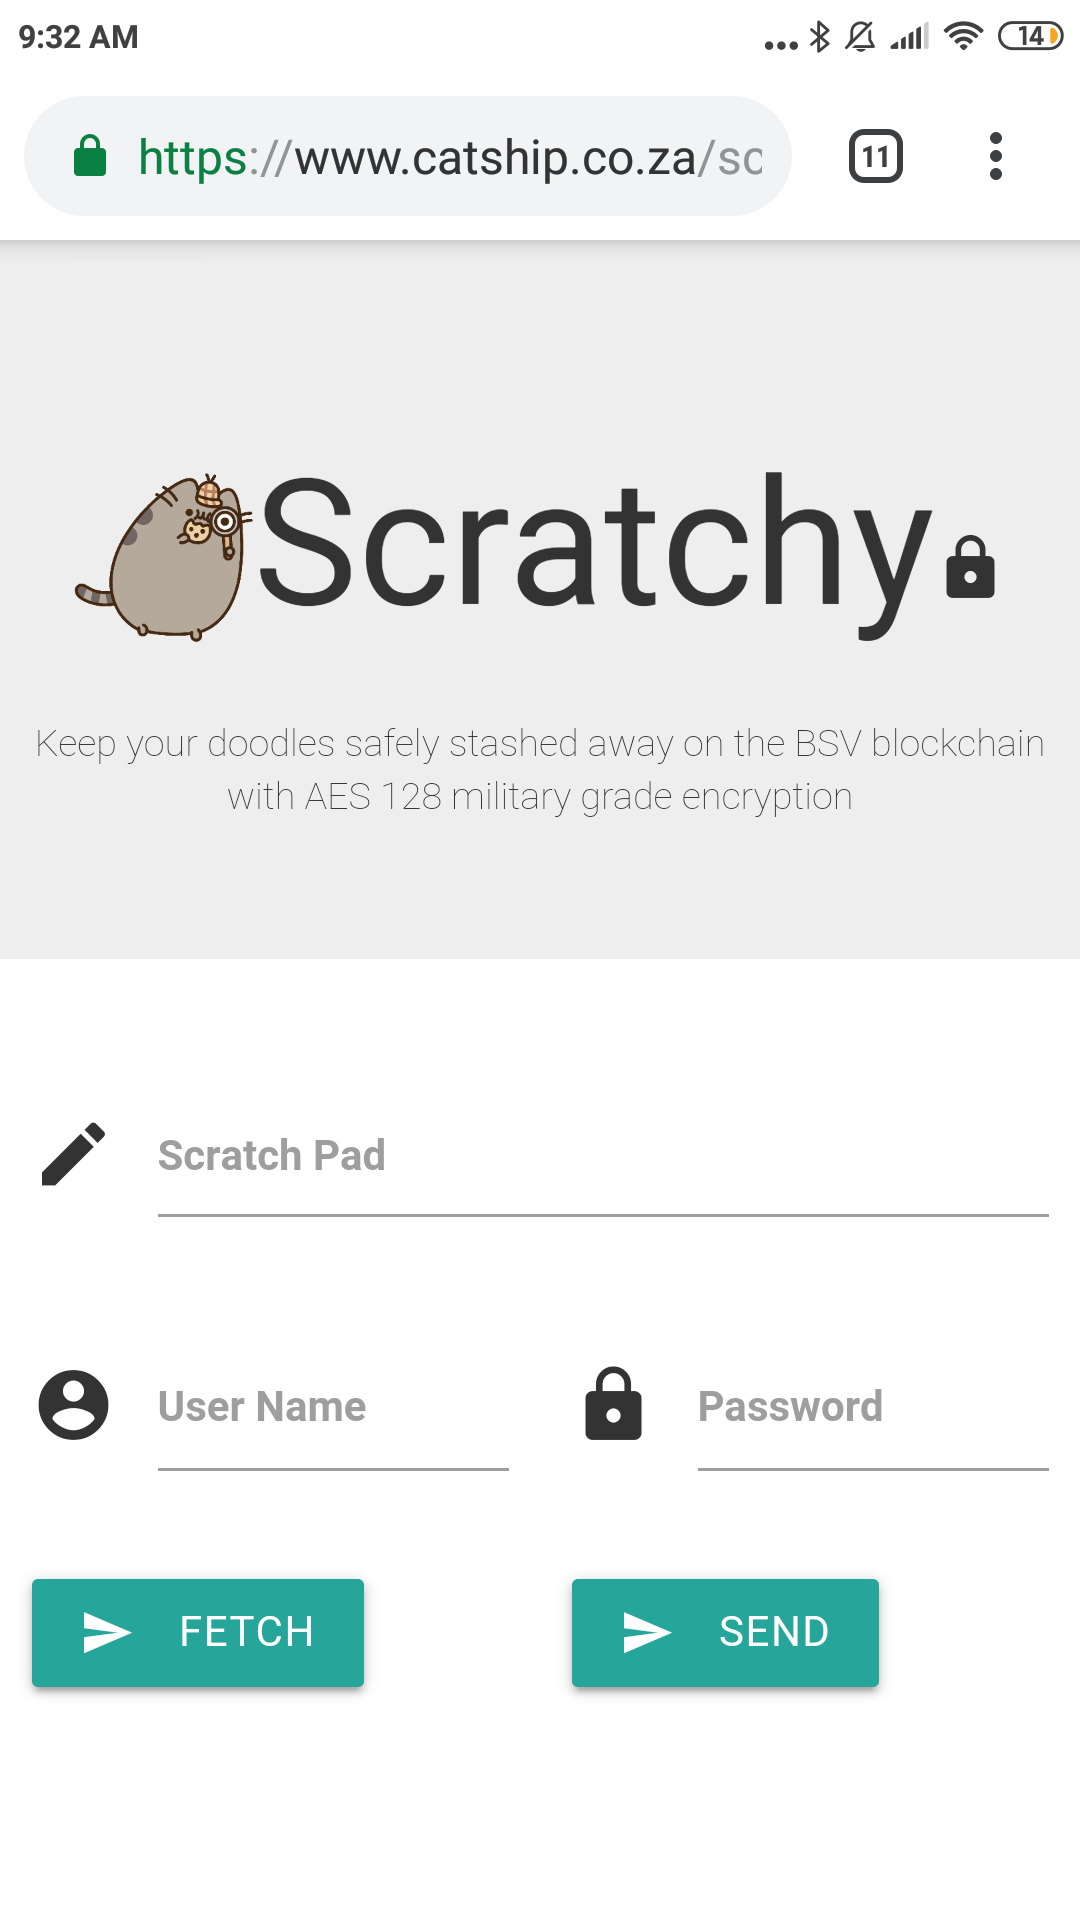 9:32 AM
14
https://www.catship.co.za/sc
11
Scratchy
Keep your doodles safely stashed away on the BSV blockchain
with AES 128 military grade encryption
Scratch Pad
User Name
Password
FETCH
SEND